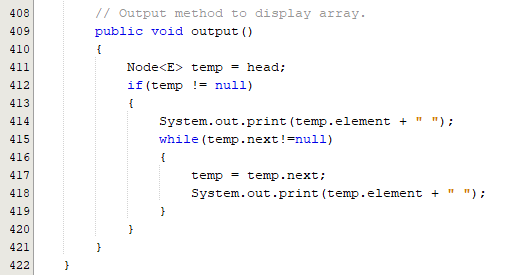 408 // Output method to display array.
409 public void output()
410 {
411 Node<E> temp = head;
412 if(temp != null)
413 {
414 System.out.print(temp.element + " ");
415 while(temp.next!=null)
416 {
417 temp = temp.next;
418 System.out.print(temp.element + " ");
419 }
420 }
421 }
422 }